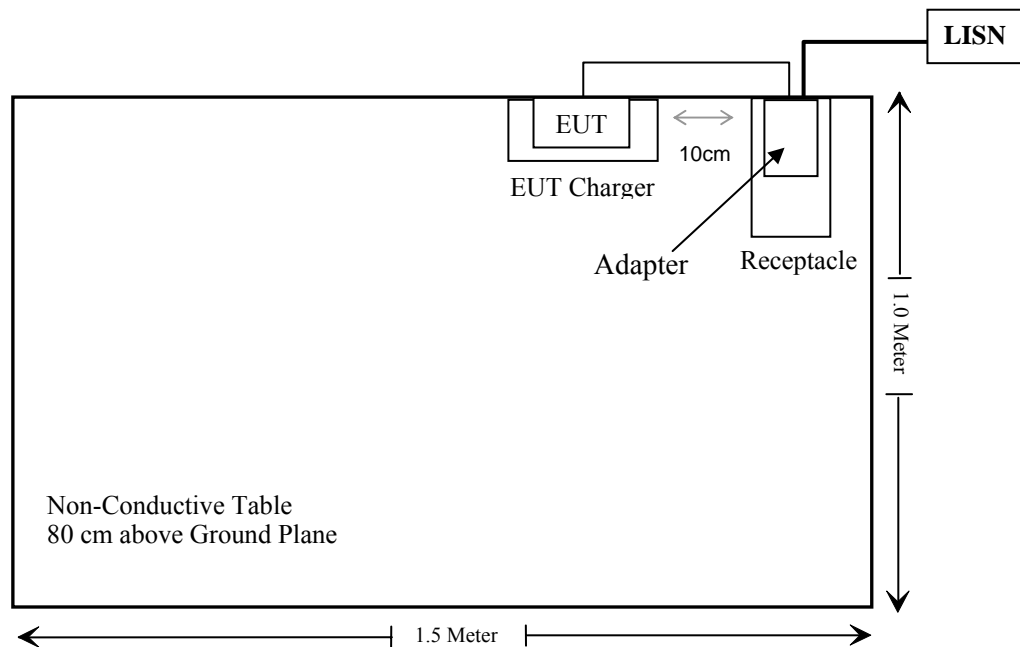 LISN
EUT
10cm
EUT Charger
Adapter
Receptacle
1.0 Meter
Non-Conductive Table
80 cm above Ground Plane
1.5 Meter